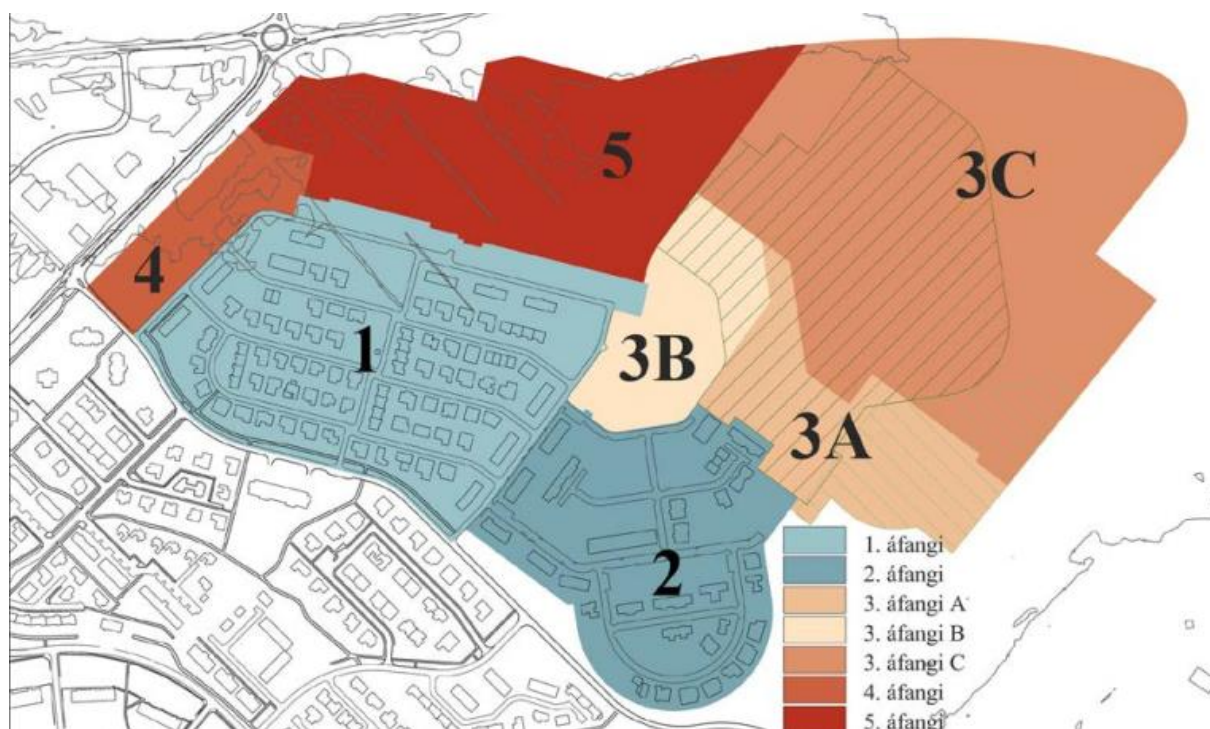 5
3C
4
1
3B
3A
2
1. áfangi
2. áfangi
3. áfangi A
3. áfangi B
3. áfangi C
4. áfangi
5. áfangi